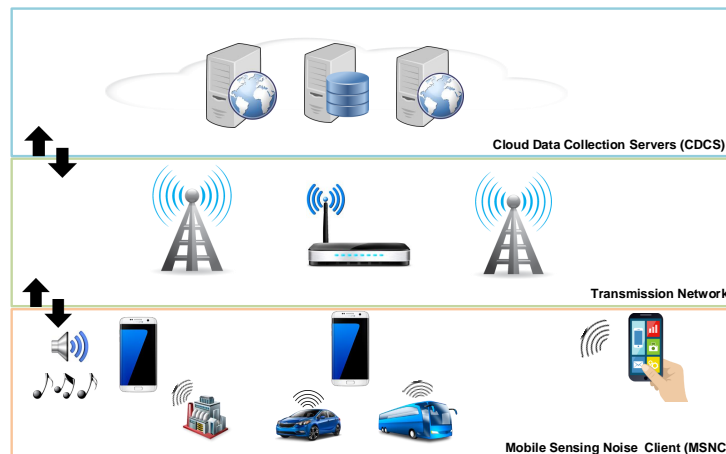 Cloud Data Collection Servers (CDCS)
Transmission Network
Mobile Sensing Noise Client (MSNC